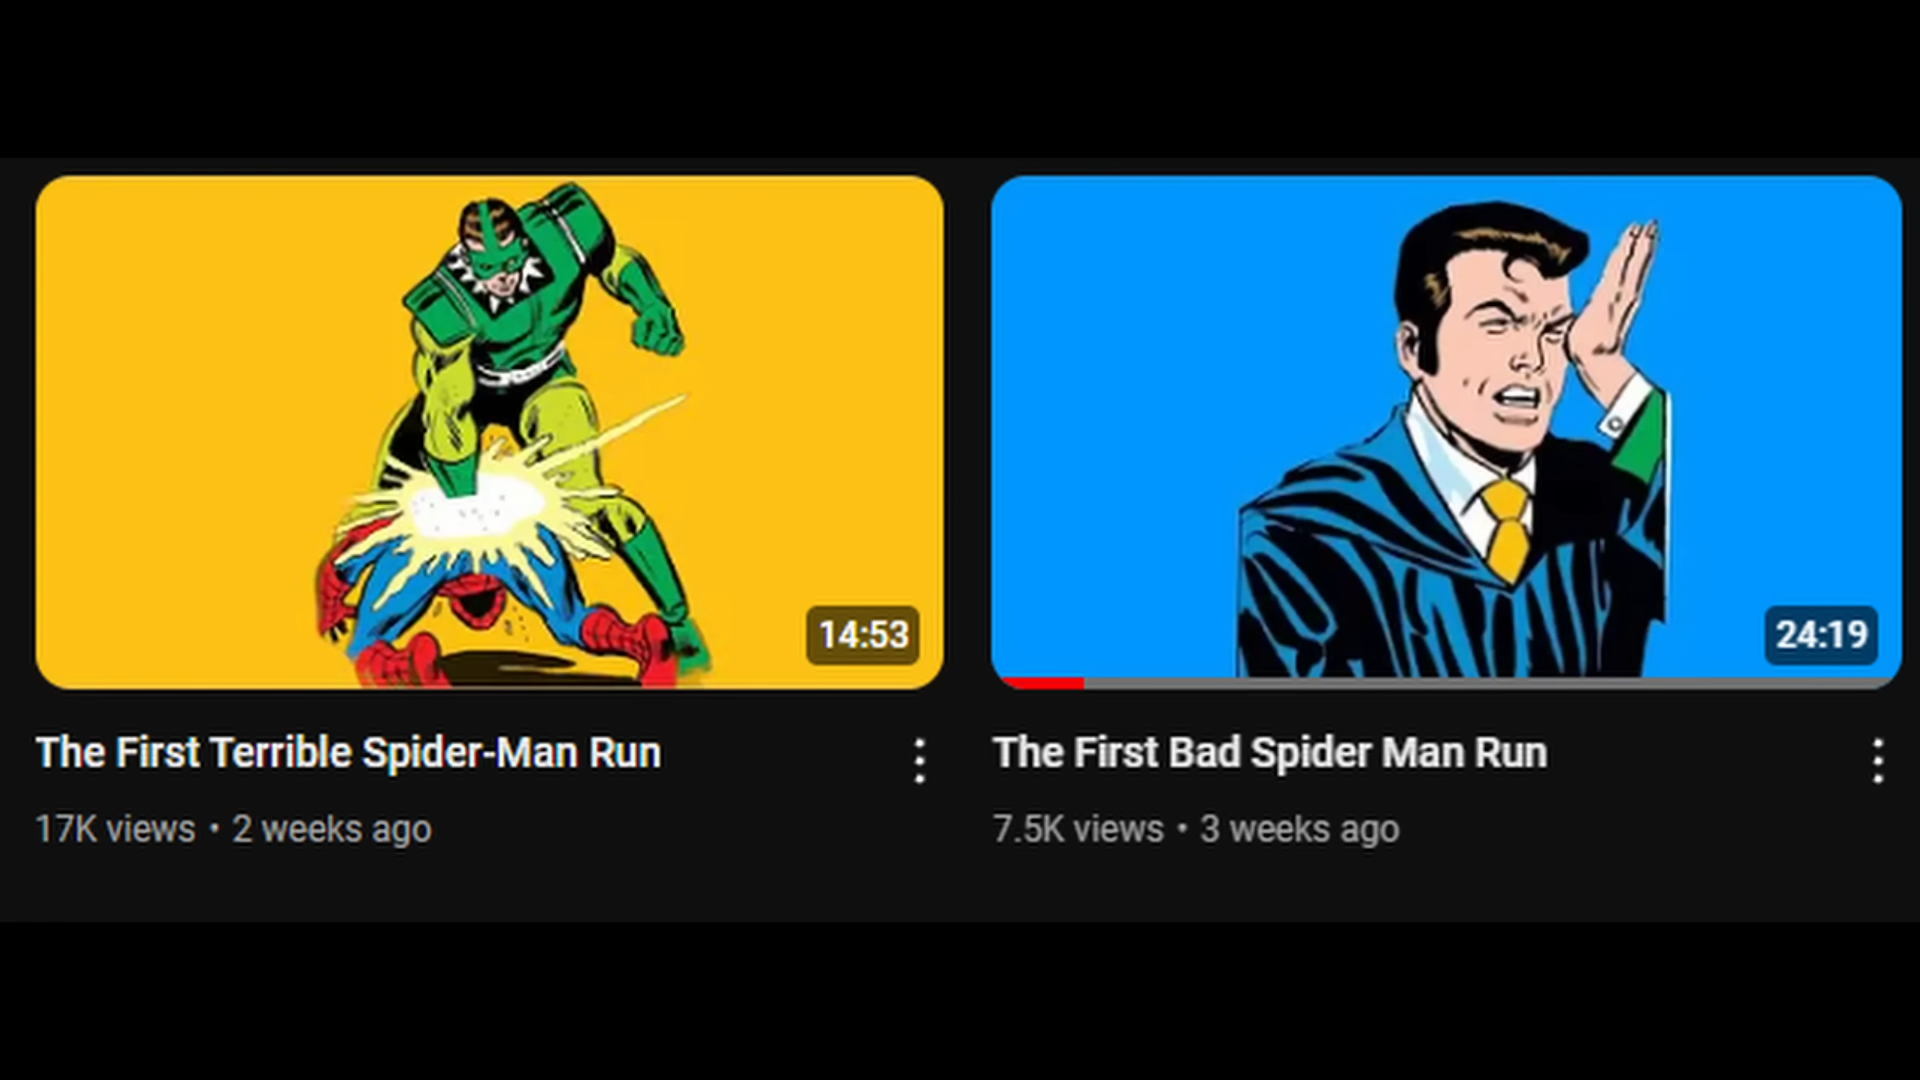 14:53
24:19
The First Terrible Spider-Man Run
The First Bad Spider Man Run
17K views • 2 weeks ago
7.5K views • 3 weeks ago